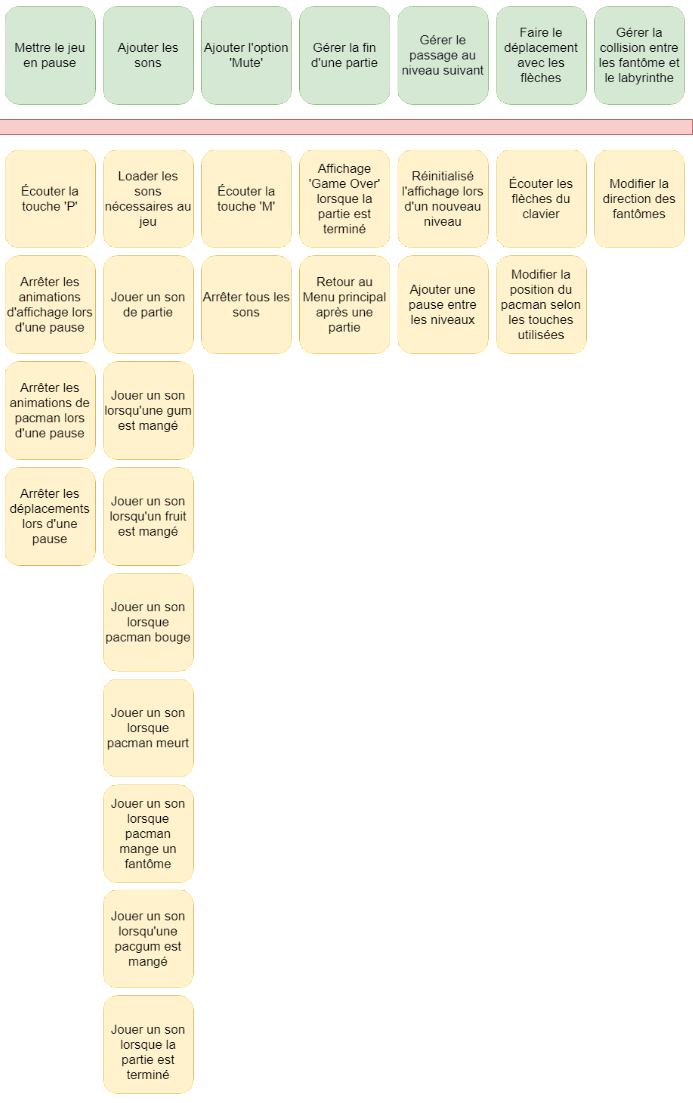 Mettre le jeu
en pause
Ajouter les
sons
Ajouter l'option
'Mute'
Gérer la fin
d'une partie
Gérer le
passage au
niveau suivant
Faire le
déplacement
avec les
flèches
Gérer la
collision entre
les fantôme et
le labyrinthe
Écouter la
touche 'P'
Loader les
sons
nécessaires au
jeu
Écouter la
touche 'M'
Affichage
'Game Over'
lorsque la
partie est
terminé
Réinitialisé
l'affichage lors
d'un nouveau
niveau
Écouter les
flèches du
clavier
Modifier la
direction des
fantômes
Arrêter les
animations
d'affichage lors
d'une pause
Jouer un son
de partie
Arrêter tous les
sons
Retour au
Menu principal
après une
partie
Ajouter une
pause entre
les niveaux
Modifier la
position du
pacman selon
les touches
utilisées
Arrêter les
animations de
pacman lors
d'une pause
Jouer un son
lorsqu'une gum
est mangé
Arrêter les
déplacements
lors d'une
pause
Jouer un son
lorsqu'un fruit
est mangé
Jouer un son
lorsque
pacman bouge
Jouer un son
lorsque
pacman meurt
Jouer un son
lorsque
pacman
mange un
fantôme
Jouer un son
lorsqu'une
pacgum est
mangé
Jouer un son
lorsque la
partie est
terminé